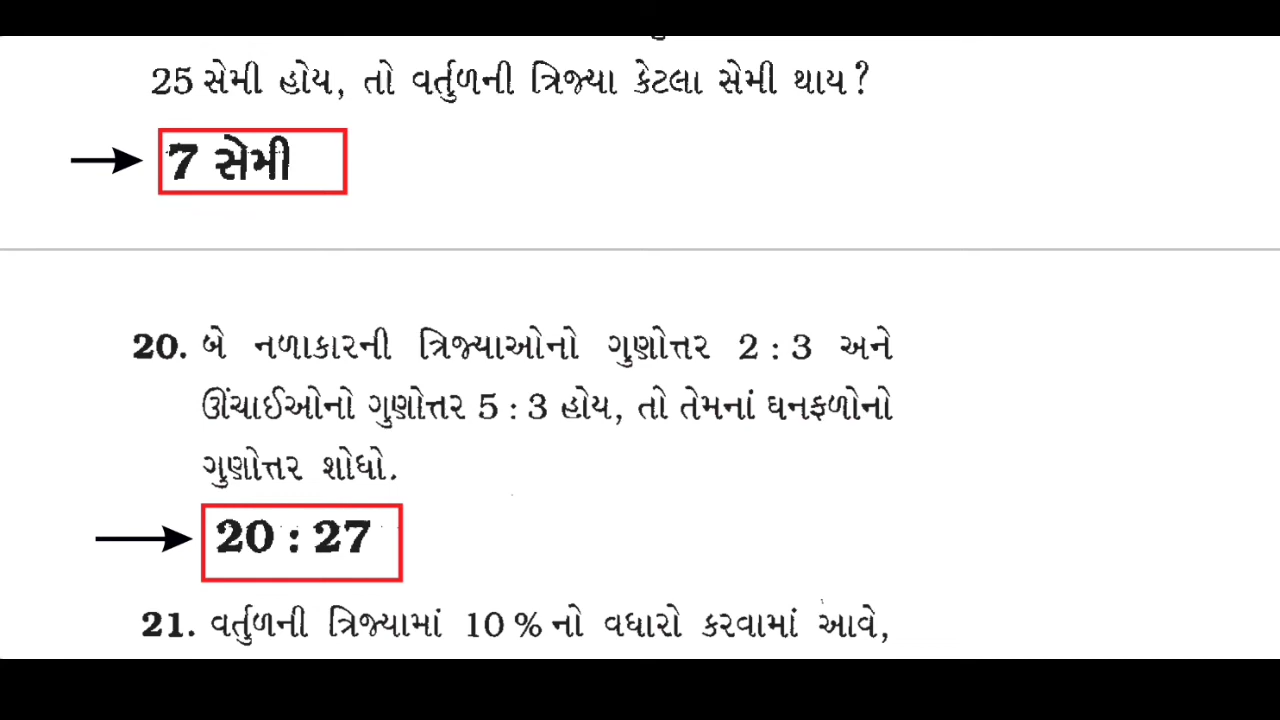 25 સેમી હોય, તો વર્તુળની ત્રિજ્યા કેટલા સેમી થાય?
7 સેમી
20. બે નળાકારની ત્રિજ્યાઓનો ગુણોત્તર 2 : 3 અને
ઊંચાઈઓનો ગુણોત્તર 5 : 3 હોય, તો તેમનાં ઘનફળોનો
ગુણોત્તર શોધો.
20 : 27
21. વર્તુળની ત્રિજ્યામાં 10 % નો વધારો કરવામાં આવે,